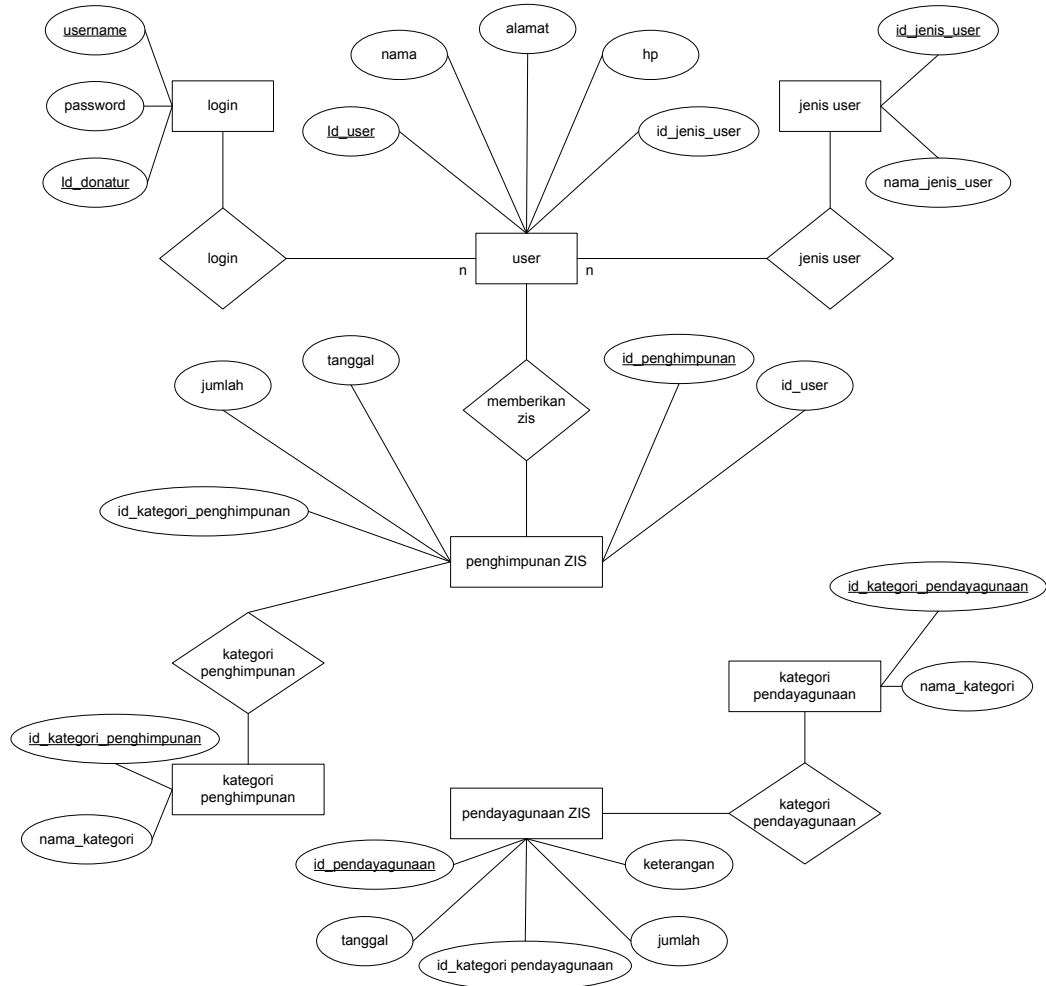 alamat
username
id_jenis_user
nama
hp
password
login
jenis user
Id_user
id_jenis_user
Id_donatur
nama_jenis_user
login
user
jenis user
n
n
tanggal
id_penghimpunan
jumlah
id_user
memberikan
zis
id_kategori_penghimpunan
penghimpunan ZIS
id_kategori_pendayagunaan
kategori
penghimpunan
kategori
pendayagunaan
nama_kategori
id_kategori_penghimpunan
kategori
penghimpunan
pendayagunaan ZIS
kategori
pendayagunaan
nama_kategori
id_pendayagunaan
keterangan
tanggal
jumlah
id_kategori pendayagunaan